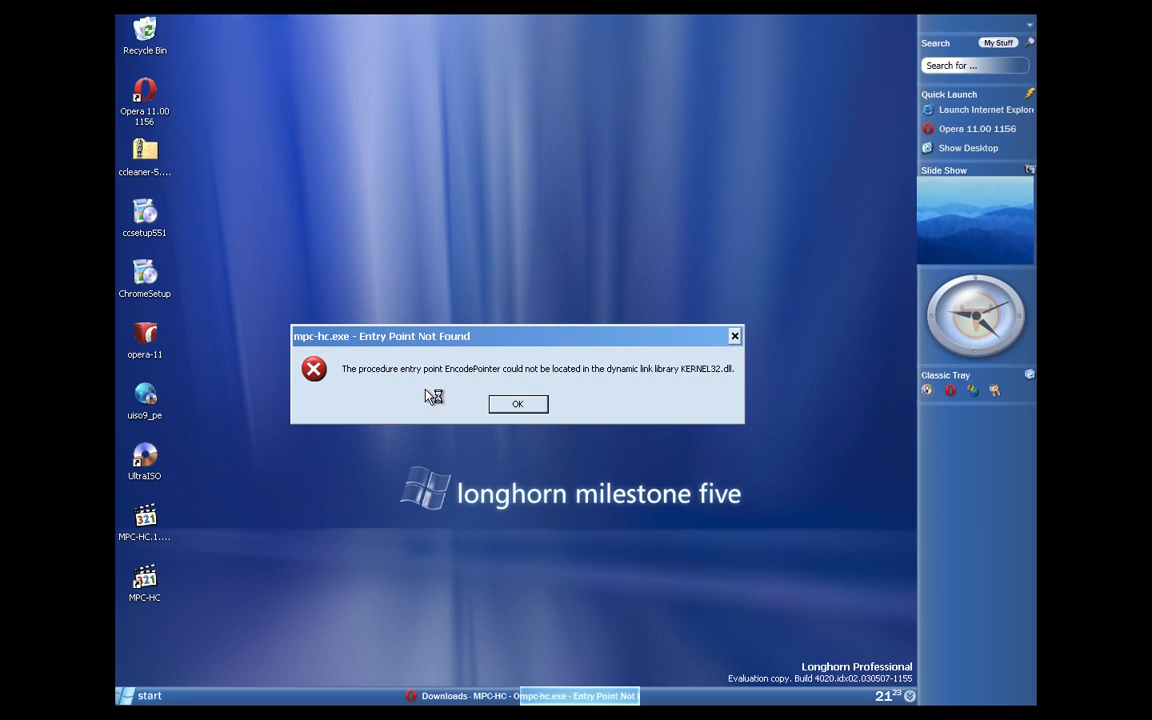 Recycle Bin
Opera 11.00
1156
ccleaner-5....
ccsetup551
ChromeSetup
opera-11
uiso9_pe
UltraISO
MPC-HC.1....
MPC-HC
mpc-hc.exe - Entry Point Not Found
The procedure entry point EncodePointer could not be located in the dynamic link library KERNEL32.dll.
OK
longhorn milestone five
Search
My Stuff
Search for ...
Quick Launch
Launch Internet Explore
Opera 11.00 1156
Show Desktop
Slide Show
Classic Tray
Longhorn Professional
Evaluation copy. Build 4020.idx02.030507-1155
start
Downloads - MPC-HC - O
mpc-hc.exe - Entry Point Not
21 23